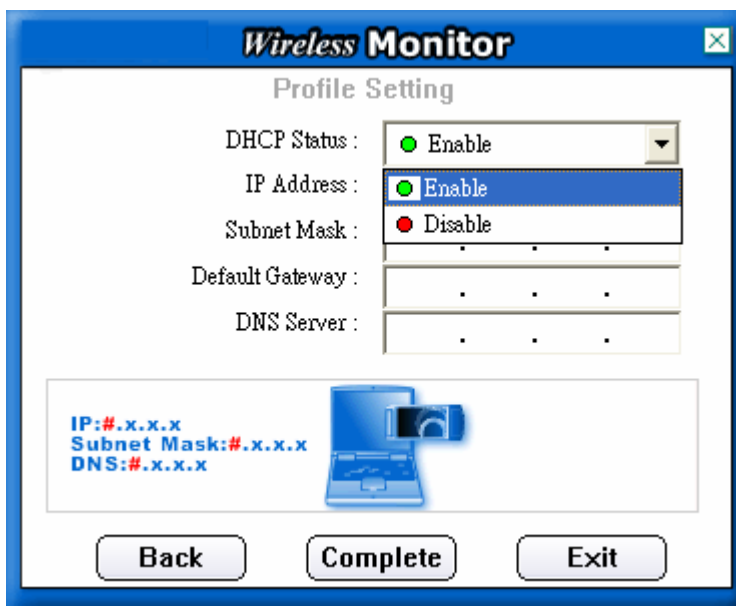 Wireless Monitor
Profile Setting
DHCP Status : Enable
IP Address : Enable
Disable
Subnet Mask : . . .
Default Gateway : . . .
DNS Server : . . .
IP:#.x.x.x
Subnet Mask:#.x.x.x
DNS:#.x.x.x
Back Complete Exit